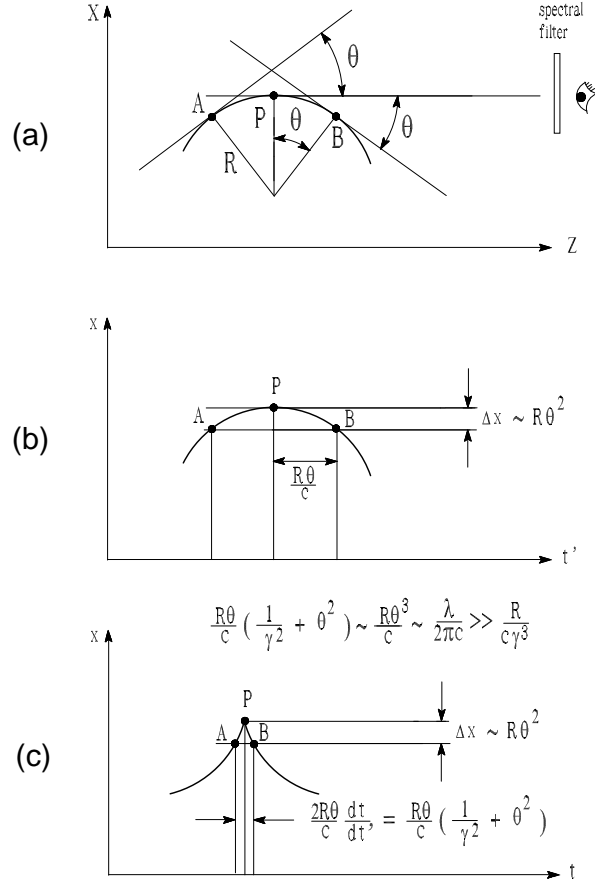 X
spectral
filter
θ
A
P
θ
B
θ
R
(a)
Z
x
P
A
B
Δx ~ Rθ²
(b)
Rθ/c
t'
Rθ/c ( 1/γ² + θ² ) ~ Rθ³/c ~ λ/2πc >> R/cγ³
x
P
A
B
Δx ~ Rθ²
(c)
2Rθ/c dt/dt' = Rθ/c ( 1/γ² + θ² )
t